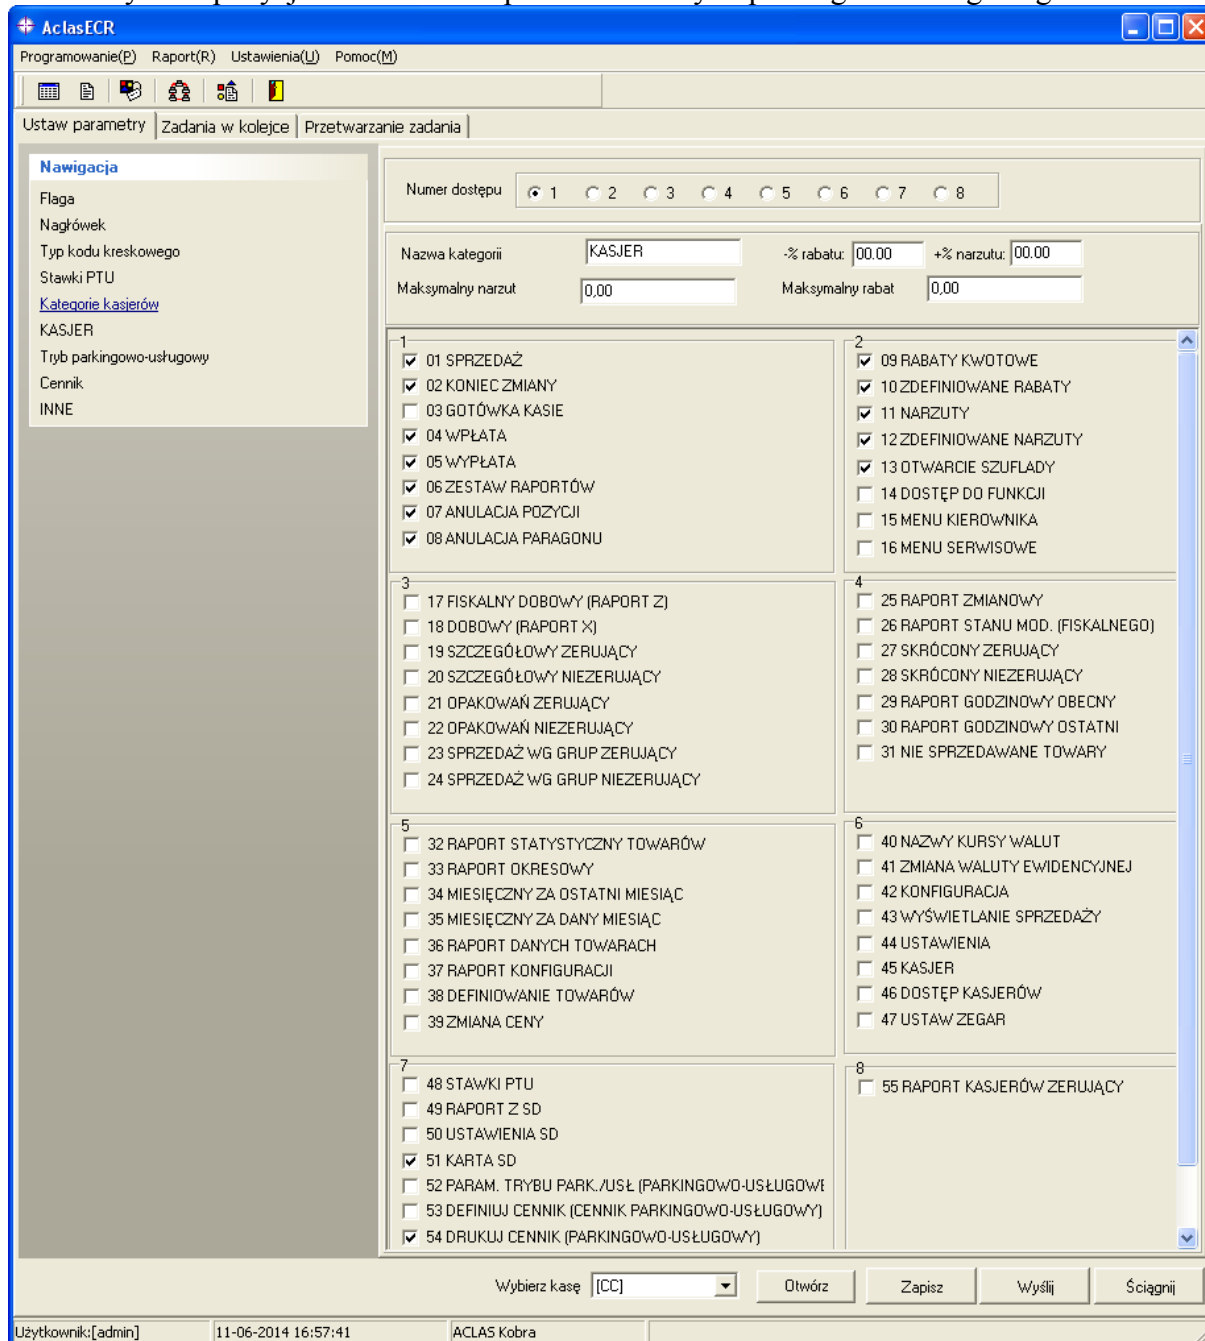 AclasECR
Programowanie(P) Raport(R) Ustawienia(U) Pomoc(M)
Ustaw parametry Zadania w kolejce Przetwarzanie zadania
Nawigacja
Flaga
Nagłówek
Typ kodu kreskowego
Stawki PTU
Kategorie kasjerów
KASJER
Tryb parkingowo-usługowy
Cennik
INNE
Numer dostępu 1 2 3 4 5 6 7 8
Nazwa kategorii KASJER -% rabatu: 00.00 +% narzutu: 00.00
Maksymalny narzut 0,00 Maksymalny rabat 0,00
1
01 SPRZEDAŻ
02 KONIEC ZMIANY
03 GOTÓWKA KASIE
04 WPŁATA
05 WYPŁATA
06 ZESTAW RAPORTÓW
07 ANULACJA POZYCJI
08 ANULACJA PARAGONU
2
09 RABATY KWOTOWE
10 ZDEFINIOWANE RABATY
11 NARZUTY
12 ZDEFINIOWANE NARZUTY
13 OTWARCIE SZUFLADY
14 DOSTĘP DO FUNKCJI
15 MENU KIEROWNIKA
16 MENU SERWISOWE
3
17 FISKALNY DOBOWY (RAPORT Z)
18 DOBOWY (RAPORT X)
19 SZCZEGÓŁOWY ZERUJĄCY
20 SZCZEGÓŁOWY NIEZERUJĄCY
21 OPAKOWAŃ ZERUJĄCY
22 OPAKOWAŃ NIEZERUJĄCY
23 SPRZEDAŻ WG GRUP ZERUJĄCY
24 SPRZEDAŻ WG GRUP NIEZERUJĄCY
4
25 RAPORT ZMIANOWY
26 RAPORT STANU MOD. (FISKALNEGO)
27 SKRÓCONY ZERUJĄCY
28 SKRÓCONY NIEZERUJĄCY
29 RAPORT GODZINOWY OBECNY
30 RAPORT GODZINOWY OSTATNI
31 NIE SPRZEDAWANE TOWARY
5
32 RAPORT STATYSTYCZNY TOWARÓW
33 RAPORT OKRESOWY
34 MIESIĘCZNY ZA OSTATNI MIESIĄC
35 MIESIĘCZNY ZA DANY MIESIĄC
36 RAPORT DANYCH TOWARACH
37 RAPORT KONFIGURACJI
38 DEFINIOWANIE TOWARÓW
39 ZMIANA CENY
6
40 NAZWY KURSY WALUT
41 ZMIANA WALUTY EWIDENCYJNEJ
42 KONFIGURACJA
43 WYŚWIETLANIE SPRZEDAŻY
44 USTAWIENIA
45 KASJER
46 DOSTĘP KASJERÓW
47 USTAW ZEGAR
7
48 STAWKI PTU
49 RAPORT Z SD
50 USTAWIENIA SD
51 KARTA SD
52 PARAM. TRYBU PARK./USŁ (PARKINGOWO-USŁUGOWE
53 DEFINIUJ CENNIK (CENNIK PARKINGOWO-USŁUGOWY)
54 DRUKUJ CENNIK (PARKINGOWO-USŁUGOWY)
8
55 RAPORT KASJERÓW ZERUJĄCY
Wybierz kasę [CC] Otwórz Zapisz Wyślij Ściągnij
Użytkownik:[admin] 11-06-2014 16:57:41 ACLAS Kobra